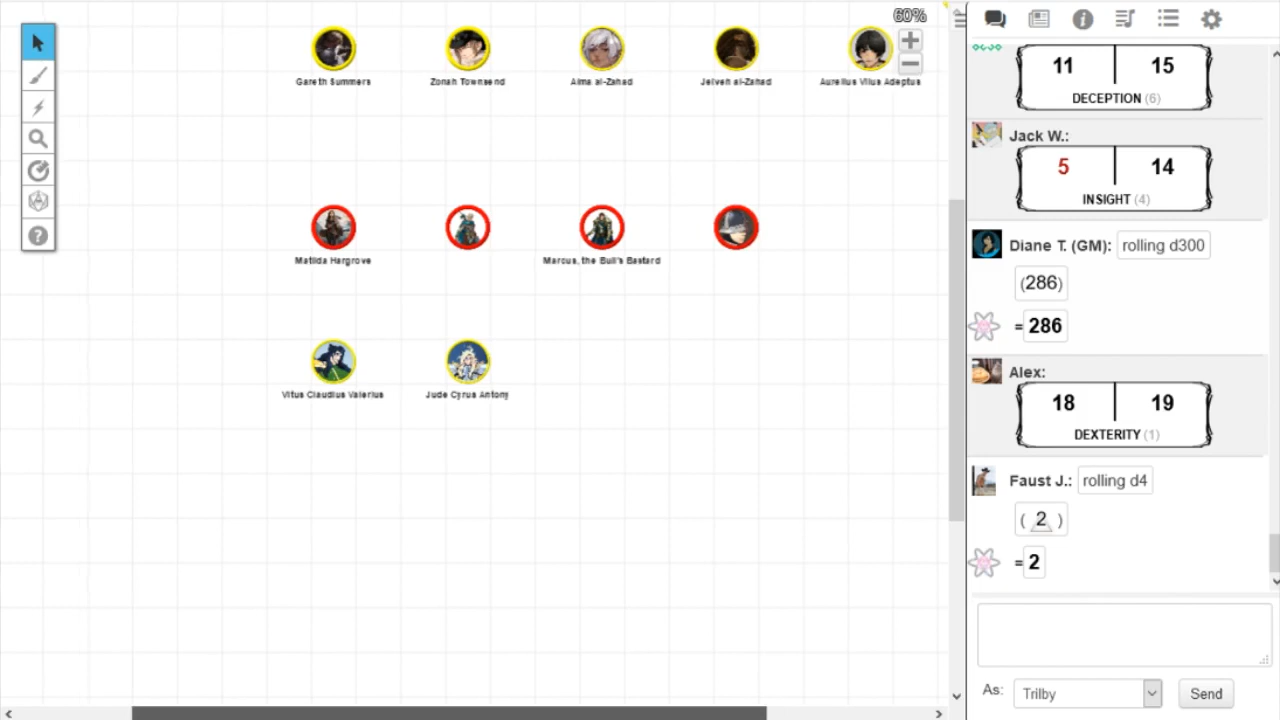 60%
Gareth Summers
Zonah Townsend
Alma al-Zahad
Jelveh al-Zahad
Aurelius Vilius Adeptus
Matilda Hargrove
Marcus, the Bull's Bastard
Vitus Claudius Valerius
Jude Cyrus Antony
11 15
DECEPTION (6)
Jack W.:
5 14
INSIGHT (4)
Diane T. (GM): rolling d300
(286)
=286
Alex:
18 19
DEXTERITY (1)
Faust J.: rolling d4
( 2 )
=2
As: Trilby Send